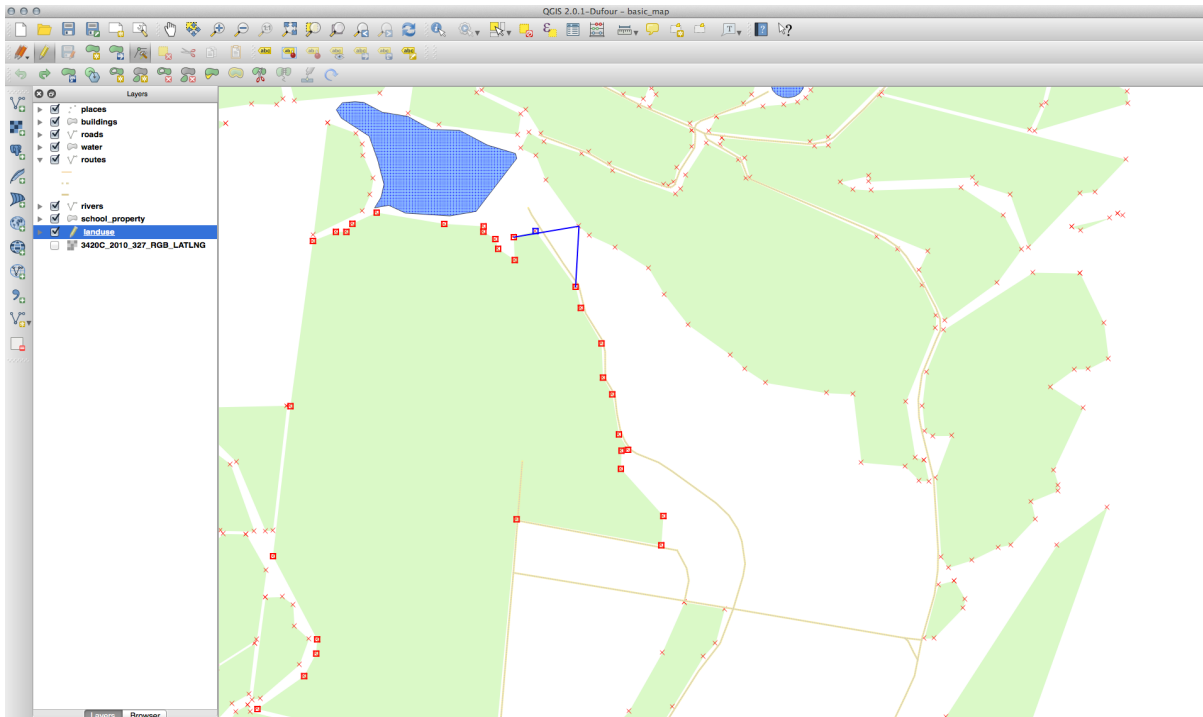 QGIS 2.0.1-Dufour - basic_map
Layers
places
buildings
roads
water
routes
rivers
school_property
landuse
3420C_2010_327_RGB_LATLNG
Layers Browser